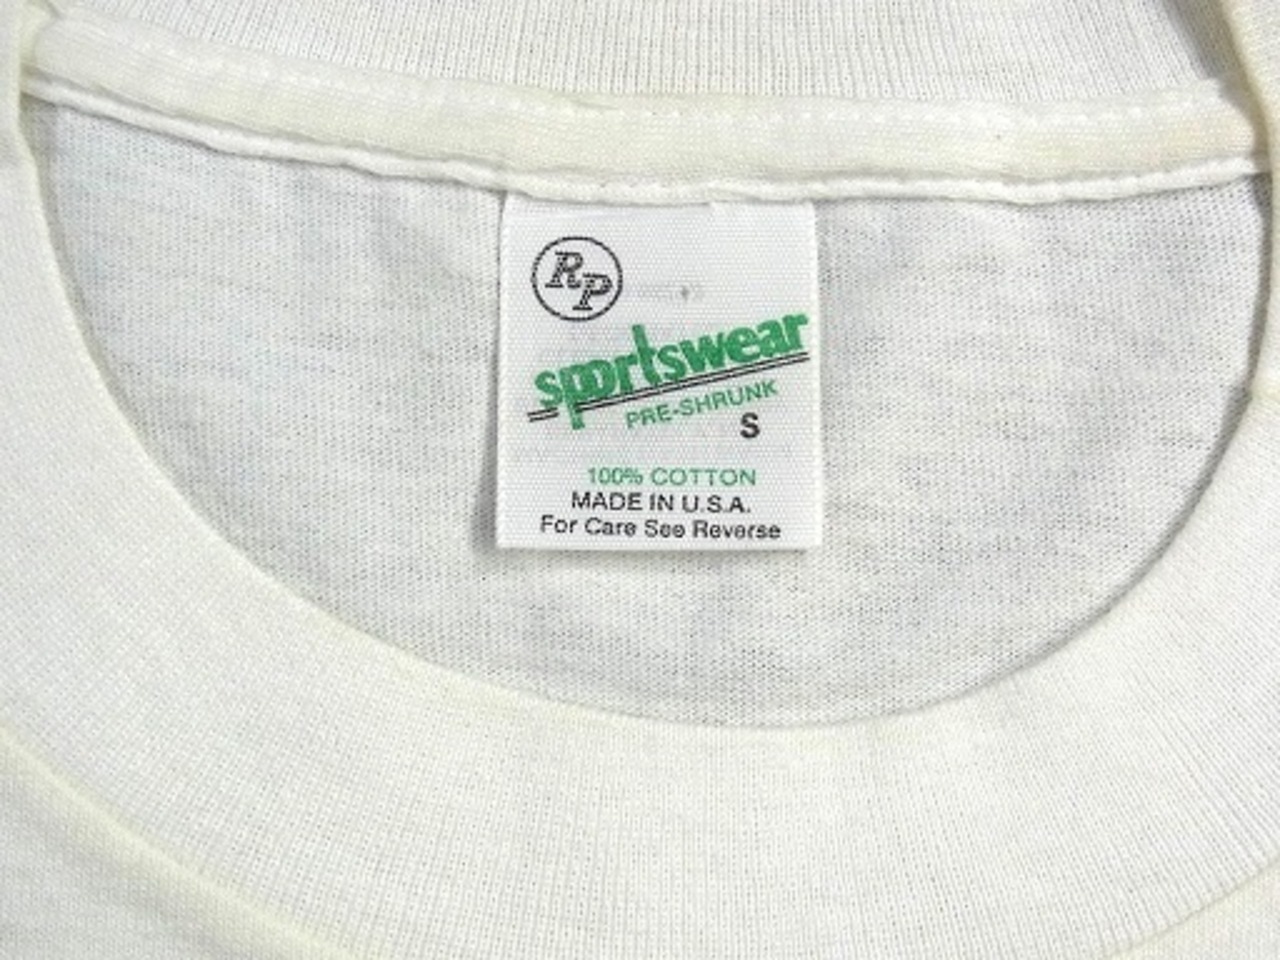 RP
sportswear
PRE-SHRUNK
S
100% COTTON
MADE IN U.S.A.
For Care See Reverse